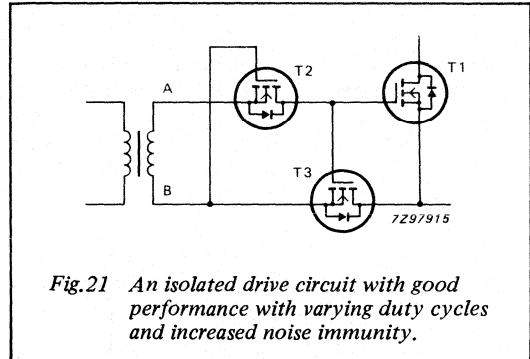 T2
T1
A
T3
B
7Z97915
Fig.21 An isolated drive circuit with good
performance with varying duty cycles
and increased noise immunity.